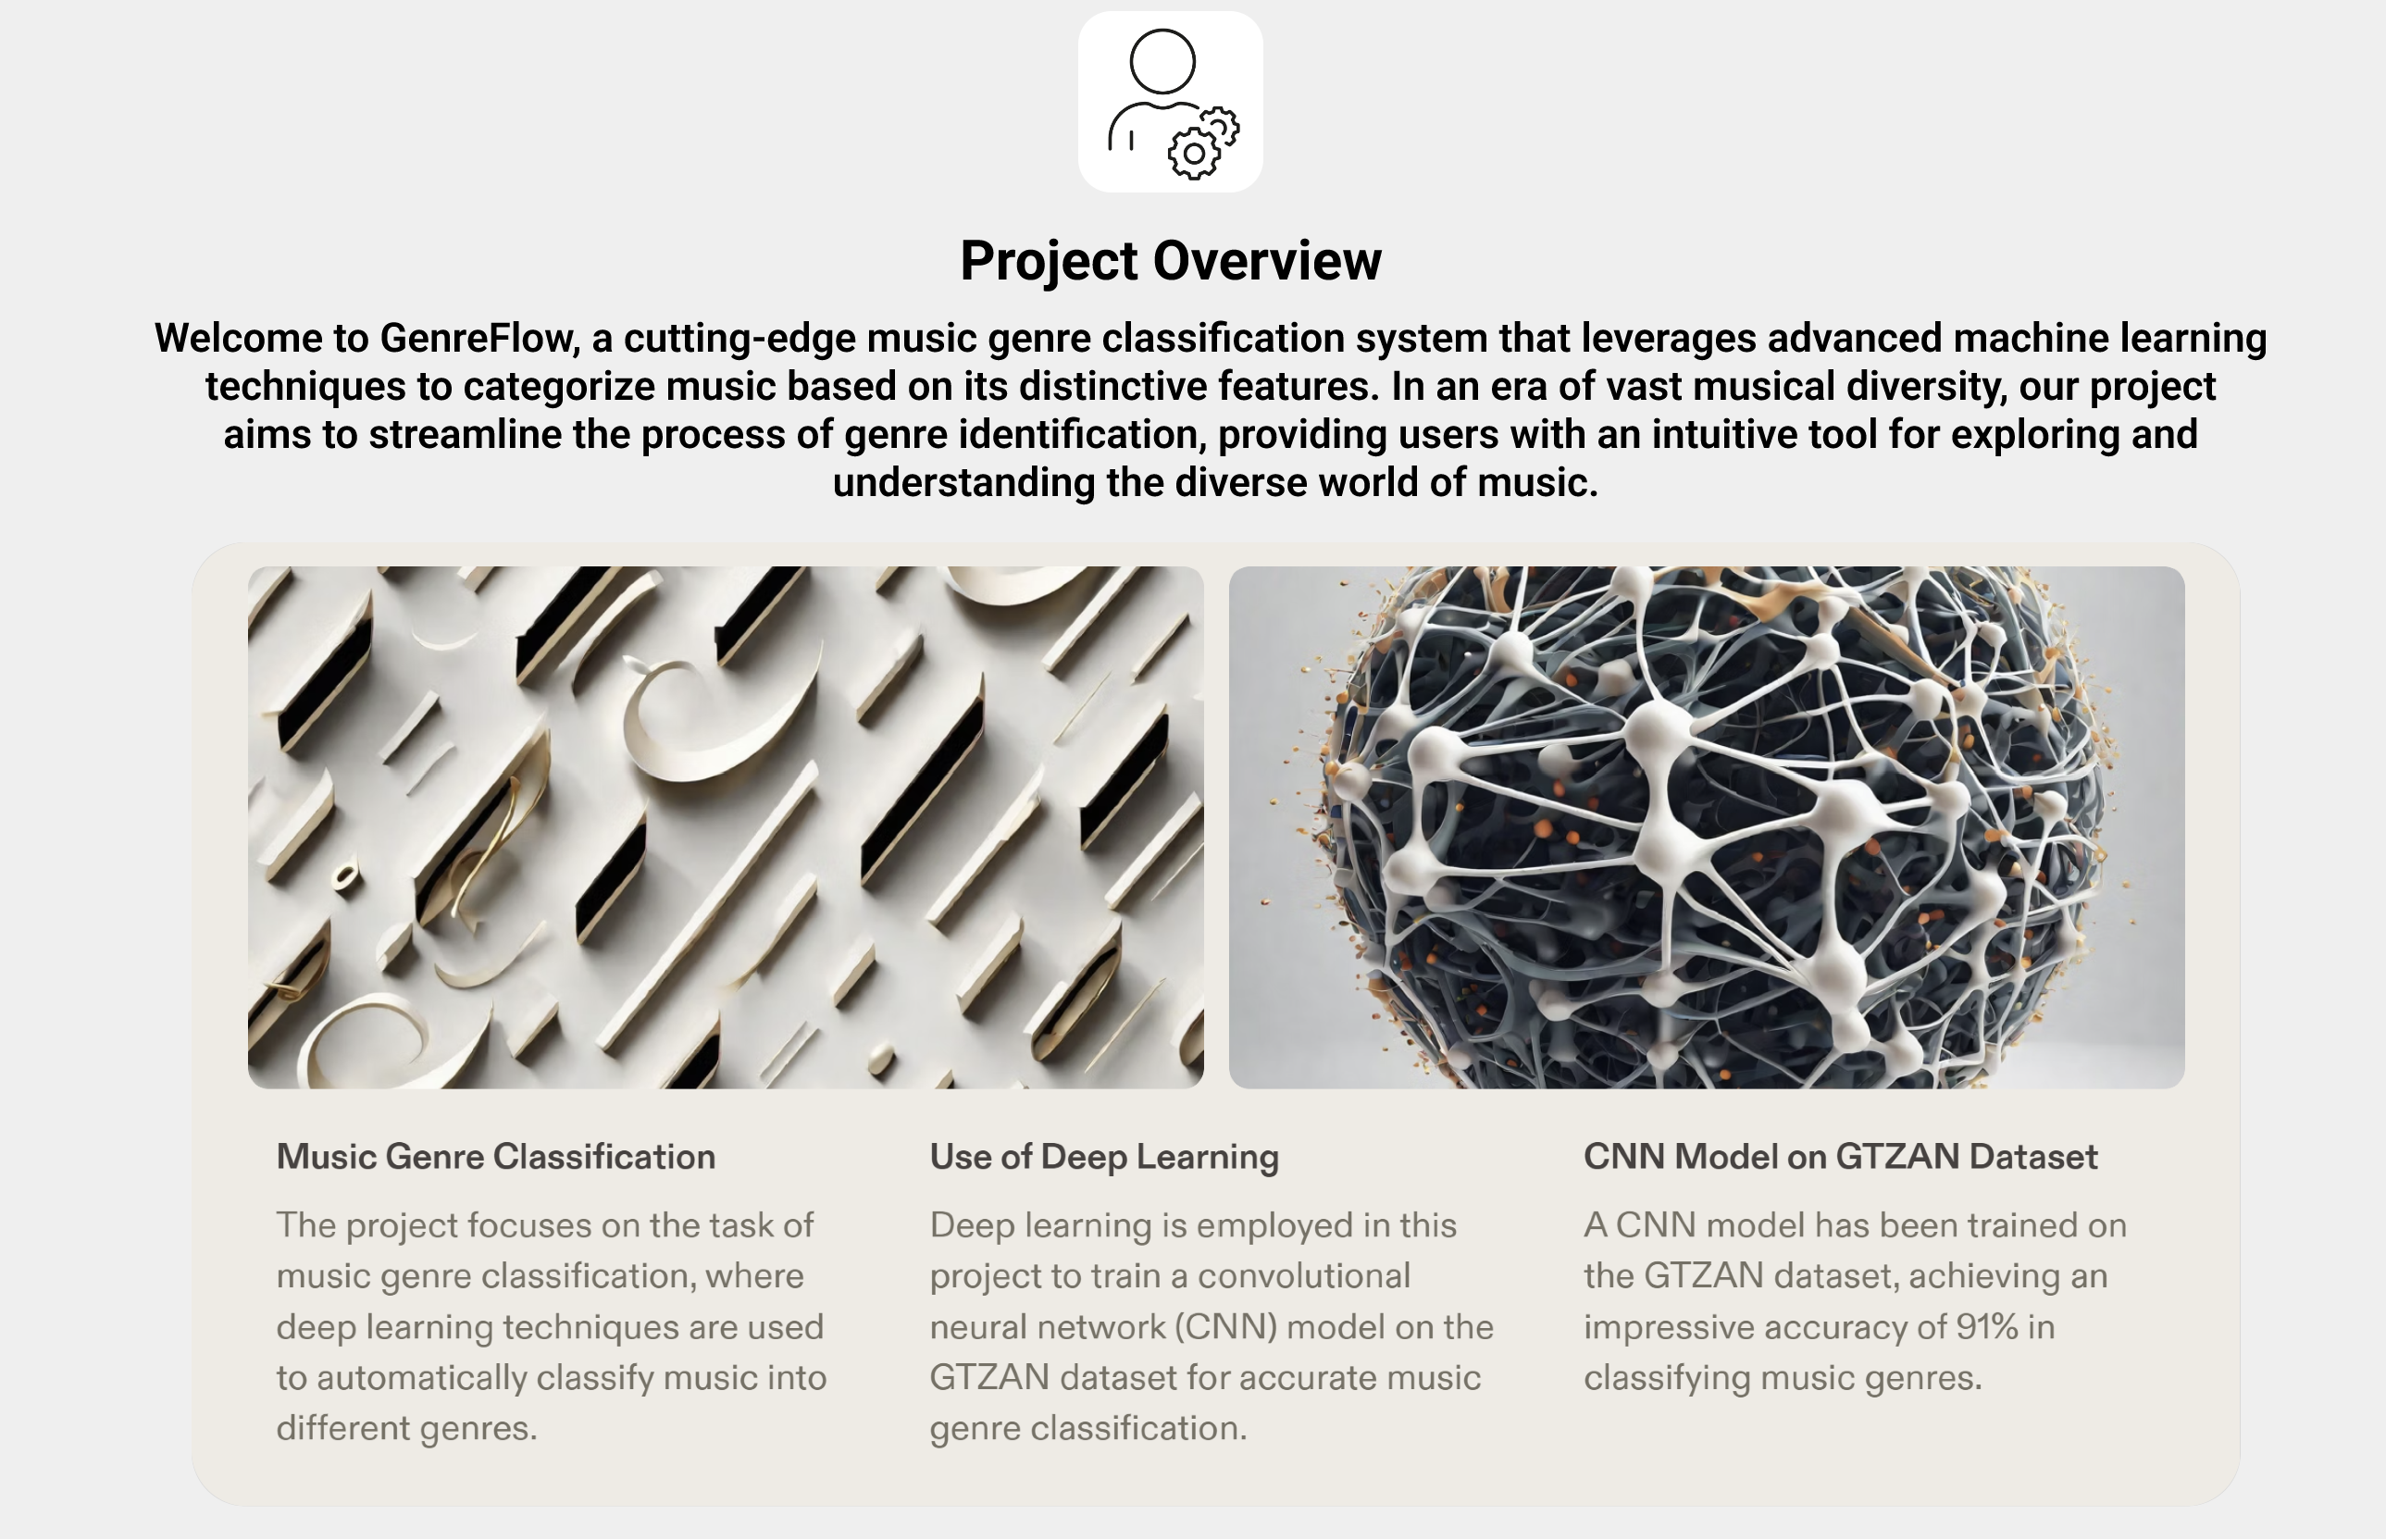 Project Overview
Welcome to GenreFlow, a cutting-edge music genre classification system that leverages advanced machine learning
techniques to categorize music based on its distinctive features. In an era of vast musical diversity, our project
aims to streamline the process of genre identification, providing users with an intuitive tool for exploring and
understanding the diverse world of music.
Music Genre Classification
The project focuses on the task of
music genre classification, where
deep learning techniques are used
to automatically classify music into
different genres.
Use of Deep Learning
Deep learning is employed in this
project to train a convolutional
neural network (CNN) model on the
GTZAN dataset for accurate music
genre classification.
CNN Model on GTZAN Dataset
A CNN model has been trained on
the GTZAN dataset, achieving an
impressive accuracy of 91% in
classifying music genres.